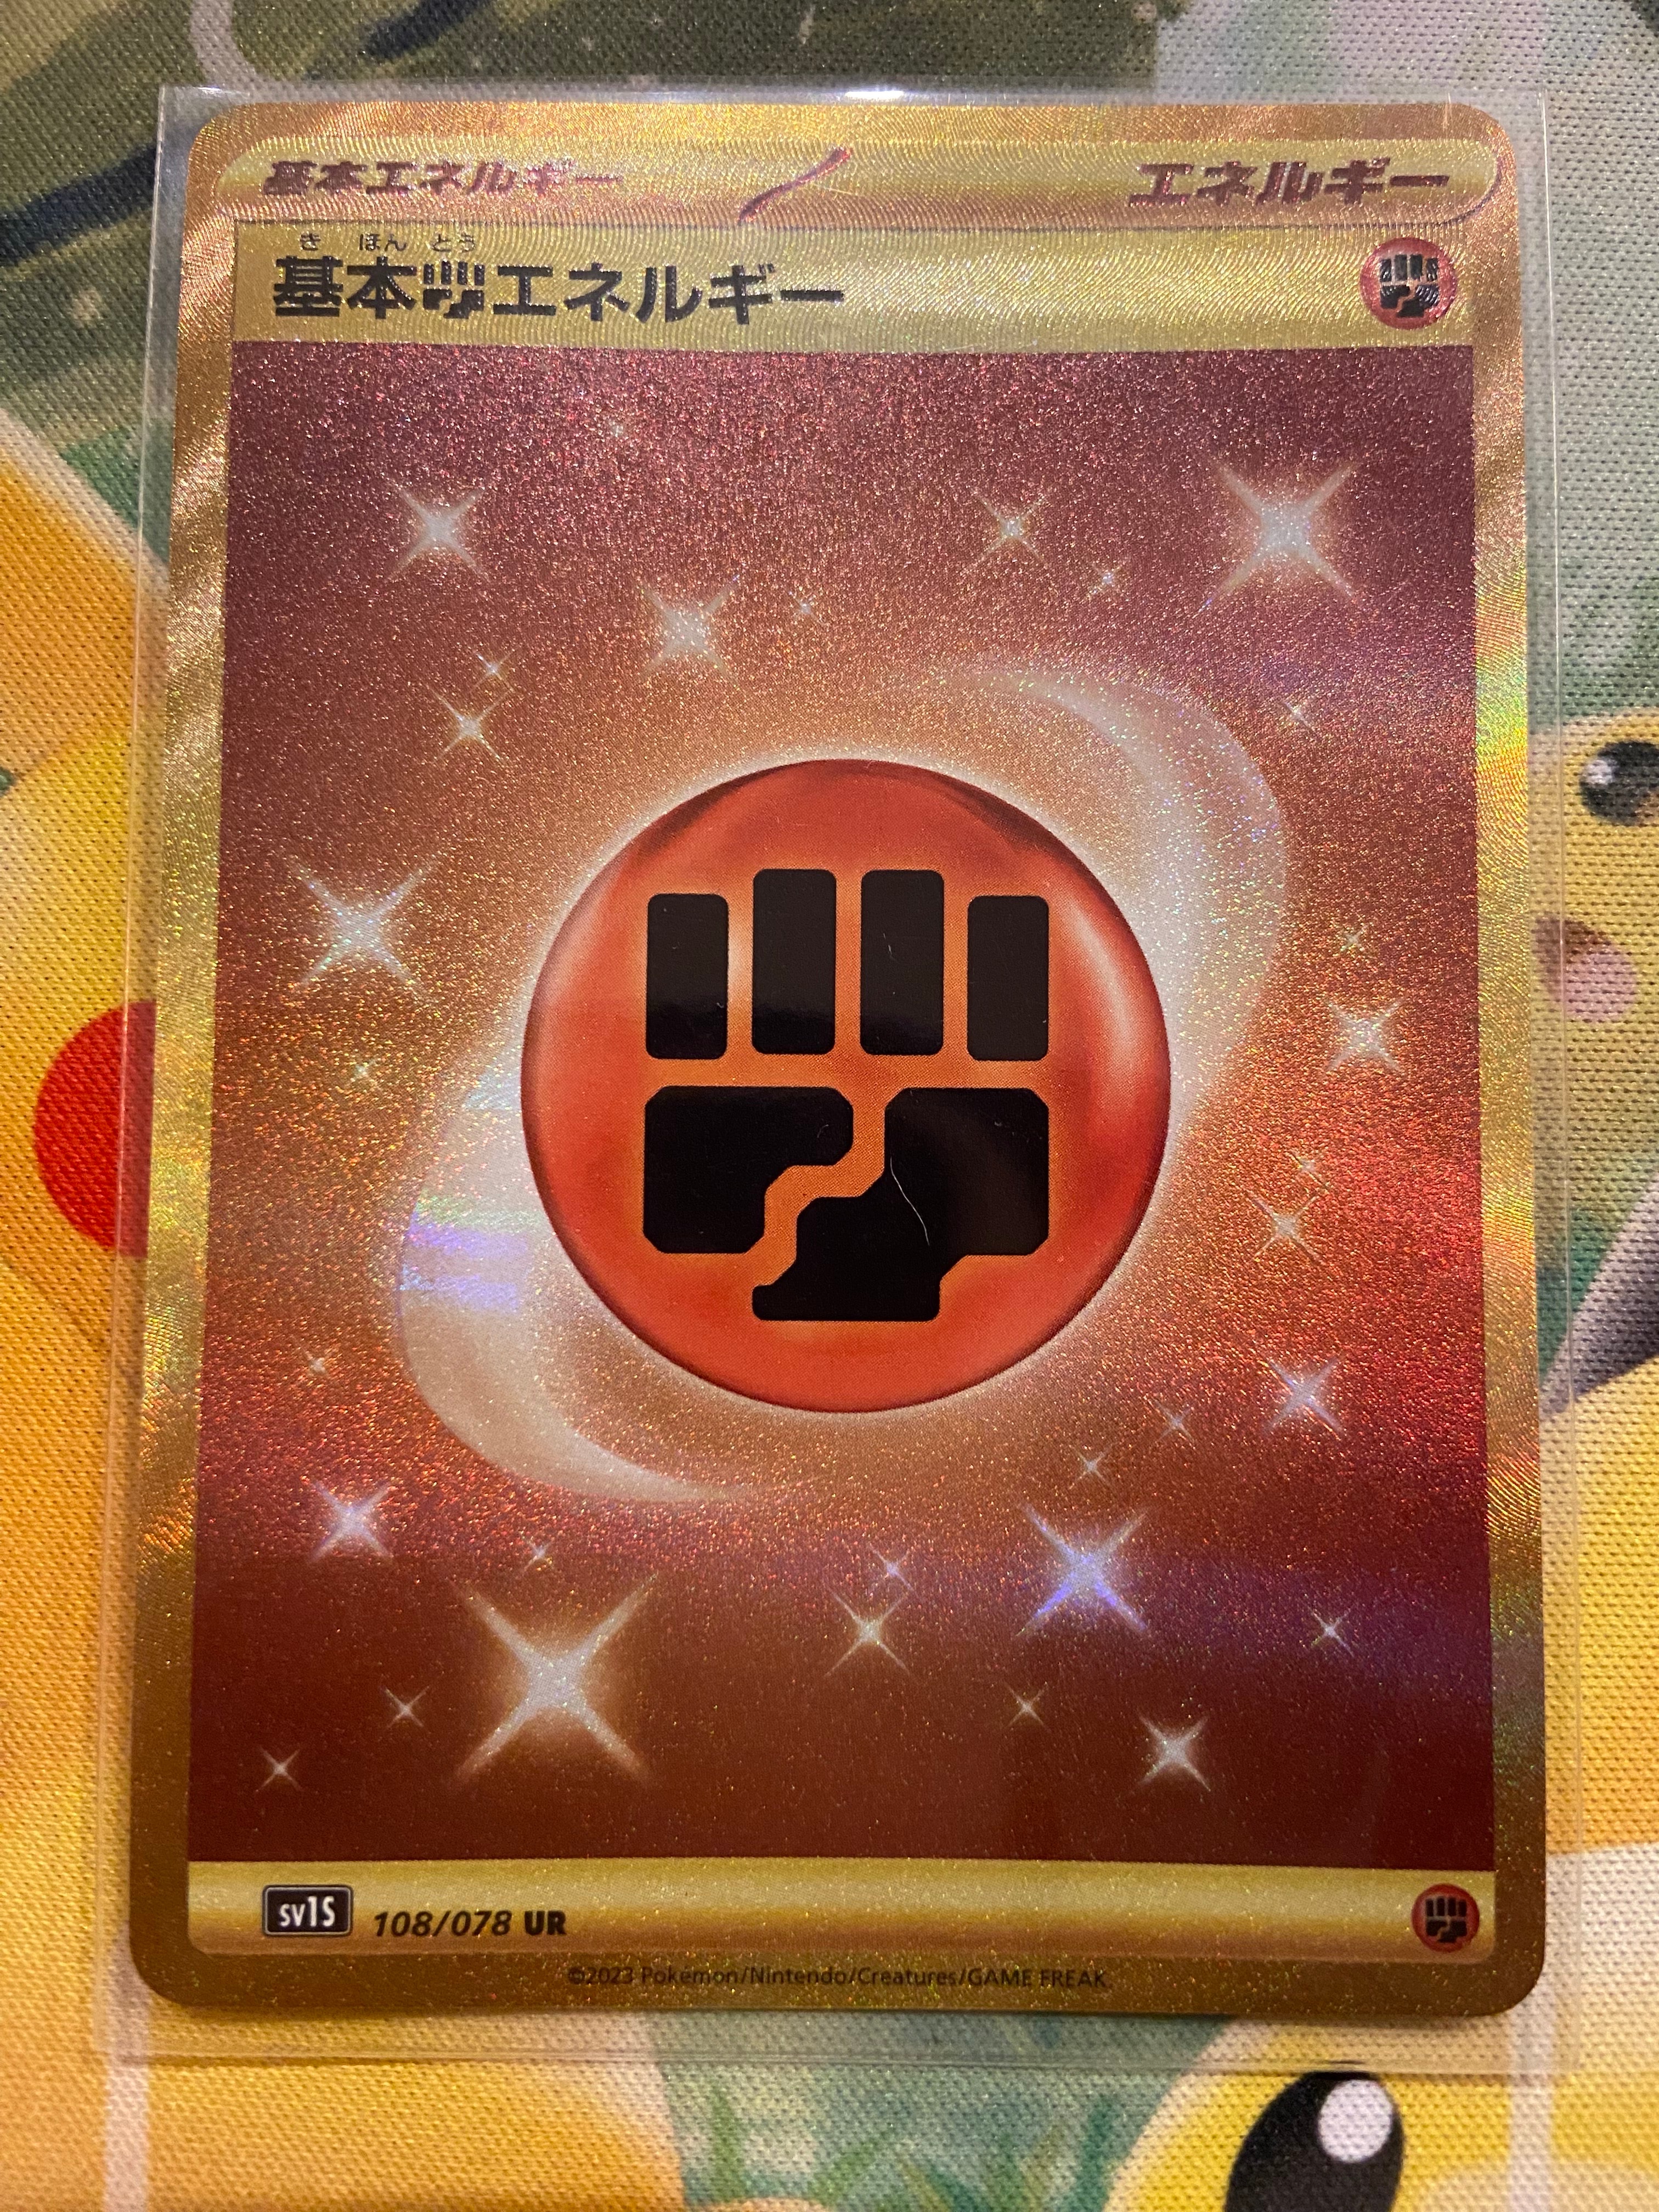 基本エネルギー エネルギー
き ほん とう
基本闘エネルギー
sv1S 108/078 UR
©2023 Pokémon/Nintendo/Creatures/GAME FREAK